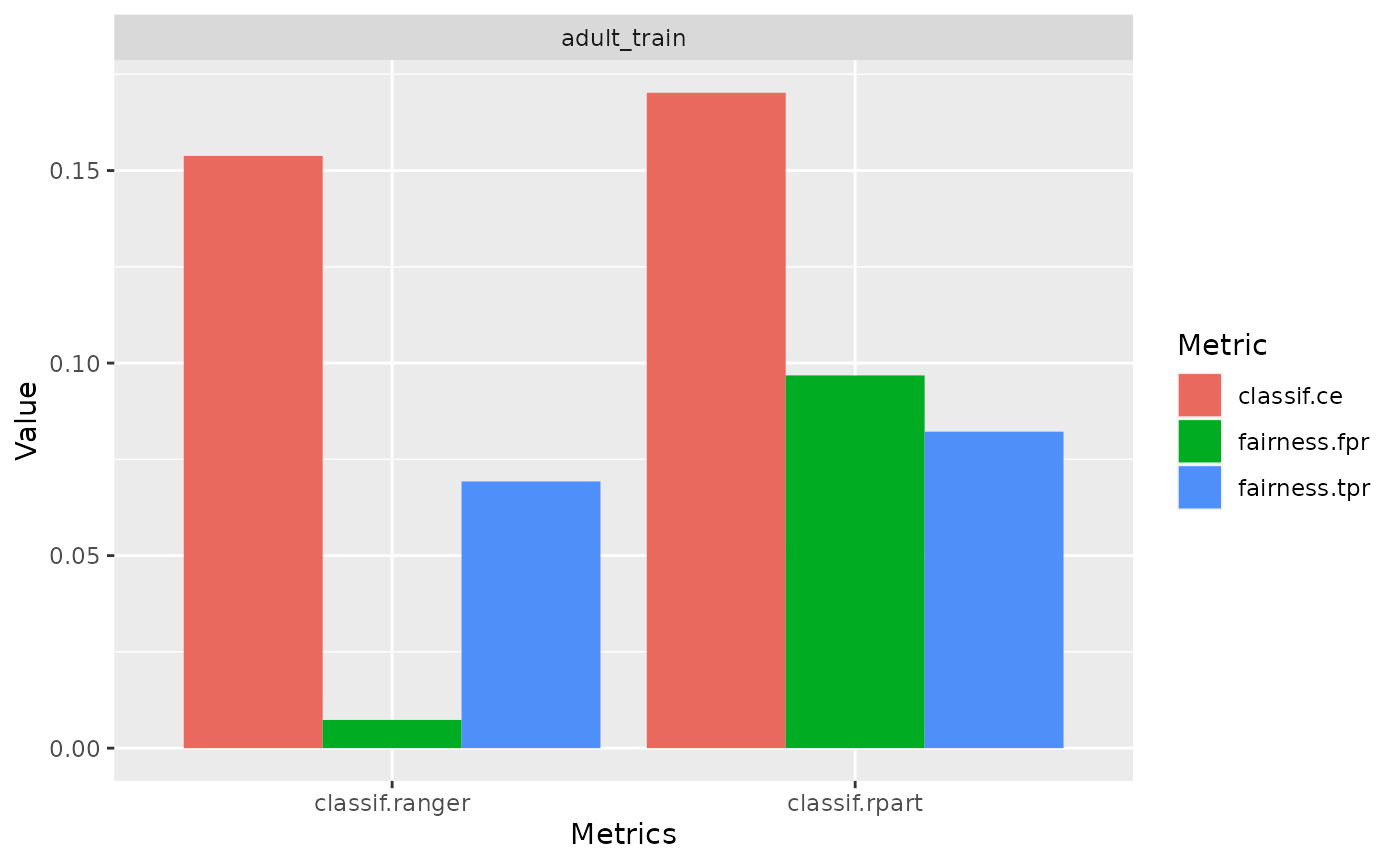 adult_train
0.15
0.10
0.05
0.00
Value
classif.ranger
classif.rpart
Metrics
Metric
classif.ce
fairness.fpr
fairness.tpr